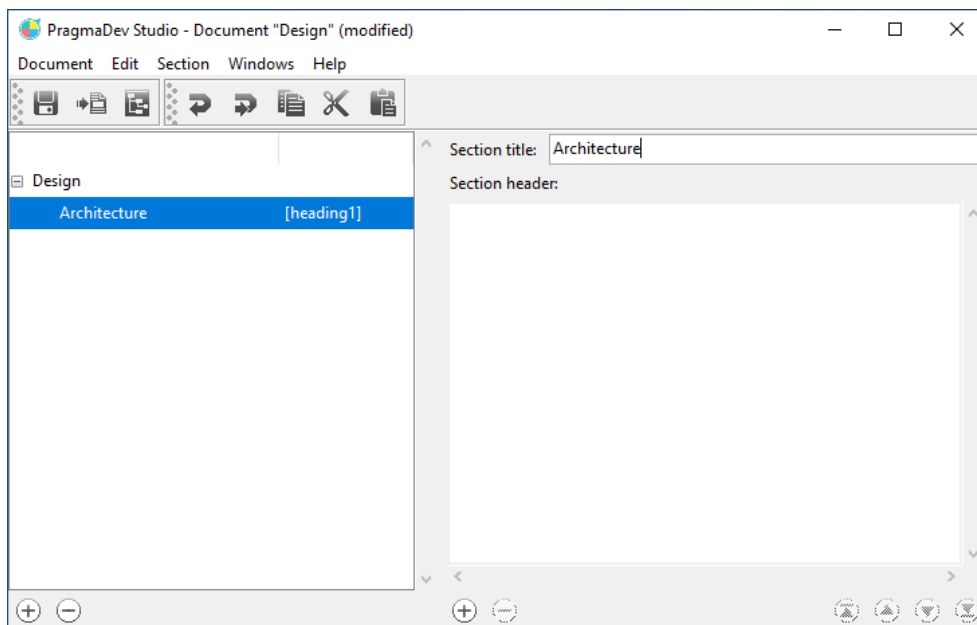 PragmaDev Studio - Document "Design" (modified)
Document Edit Section Windows Help
Section title: Architecture
Design
Section header:
Architecture [heading1]